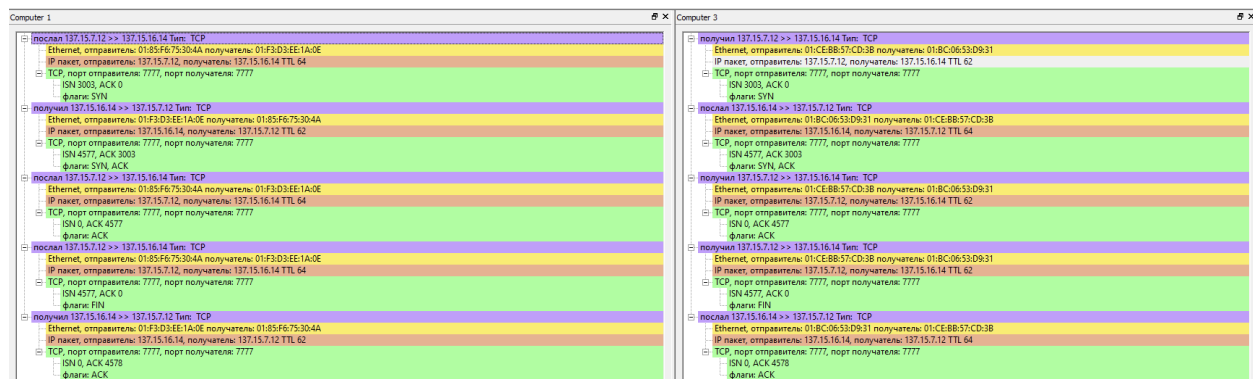 Computer 1
послал 137.15.7.12 >> 137.15.16.14 Тип: TCP
Ethernet, отправитель: 01:85:F6:75:30:4A получатель: 01:F3:D3:EE:1A:0E
IP пакет, отправитель: 137.15.7.12, получатель: 137.15.16.14 TTL 64
TCP, порт отправителя: 7777, порт получателя: 7777
ISN 3003, ACK 0
флаги: SYN
получил 137.15.16.14 >> 137.15.7.12 Тип: TCP
Ethernet, отправитель: 01:F3:D3:EE:1A:0E получатель: 01:85:F6:75:30:4A
IP пакет, отправитель: 137.15.16.14, получатель: 137.15.7.12 TTL 62
TCP, порт отправителя: 7777, порт получателя: 7777
ISN 4577, ACK 3003
флаги: SYN, ACK
послал 137.15.7.12 >> 137.15.16.14 Тип: TCP
Ethernet, отправитель: 01:85:F6:75:30:4A получатель: 01:F3:D3:EE:1A:0E
IP пакет, отправитель: 137.15.7.12, получатель: 137.15.16.14 TTL 64
TCP, порт отправителя: 7777, порт получателя: 7777
ISN 0, ACK 4577
флаги: ACK
послал 137.15.7.12 >> 137.15.16.14 Тип: TCP
Ethernet, отправитель: 01:85:F6:75:30:4A получатель: 01:F3:D3:EE:1A:0E
IP пакет, отправитель: 137.15.7.12, получатель: 137.15.16.14 TTL 64
TCP, порт отправителя: 7777, порт получателя: 7777
ISN 4577, ACK 0
флаги: FIN
получил 137.15.16.14 >> 137.15.7.12 Тип: TCP
Ethernet, отправитель: 01:F3:D3:EE:1A:0E получатель: 01:85:F6:75:30:4A
IP пакет, отправитель: 137.15.16.14, получатель: 137.15.7.12 TTL 62
TCP, порт отправителя: 7777, порт получателя: 7777
ISN 0, ACK 4578
флаги: ACK
Computer 3
получил 137.15.7.12 >> 137.15.16.14 Тип: TCP
Ethernet, отправитель: 01:CE:BB:57:CD:3B получатель: 01:BC:06:53:D9:31
IP пакет, отправитель: 137.15.7.12, получатель: 137.15.16.14 TTL 62
TCP, порт отправителя: 7777, порт получателя: 7777
ISN 3003, ACK 0
флаги: SYN
послал 137.15.16.14 >> 137.15.7.12 Тип: TCP
Ethernet, отправитель: 01:BC:06:53:D9:31 получатель: 01:CE:BB:57:CD:3B
IP пакет, отправитель: 137.15.16.14, получатель: 137.15.7.12 TTL 64
TCP, порт отправителя: 7777, порт получателя: 7777
ISN 4577, ACK 3003
флаги: SYN, ACK
получил 137.15.7.12 >> 137.15.16.14 Тип: TCP
Ethernet, отправитель: 01:CE:BB:57:CD:3B получатель: 01:BC:06:53:D9:31
IP пакет, отправитель: 137.15.7.12, получатель: 137.15.16.14 TTL 62
TCP, порт отправителя: 7777, порт получателя: 7777
ISN 0, ACK 4577
флаги: ACK
получил 137.15.7.12 >> 137.15.16.14 Тип: TCP
Ethernet, отправитель: 01:CE:BB:57:CD:3B получатель: 01:BC:06:53:D9:31
IP пакет, отправитель: 137.15.7.12, получатель: 137.15.16.14 TTL 62
TCP, порт отправителя: 7777, порт получателя: 7777
ISN 4577, ACK 0
флаги: FIN
послал 137.15.16.14 >> 137.15.7.12 Тип: TCP
Ethernet, отправитель: 01:BC:06:53:D9:31 получатель: 01:CE:BB:57:CD:3B
IP пакет, отправитель: 137.15.16.14, получатель: 137.15.7.12 TTL 64
TCP, порт отправителя: 7777, порт получателя: 7777
ISN 0, ACK 4578
флаги: ACK